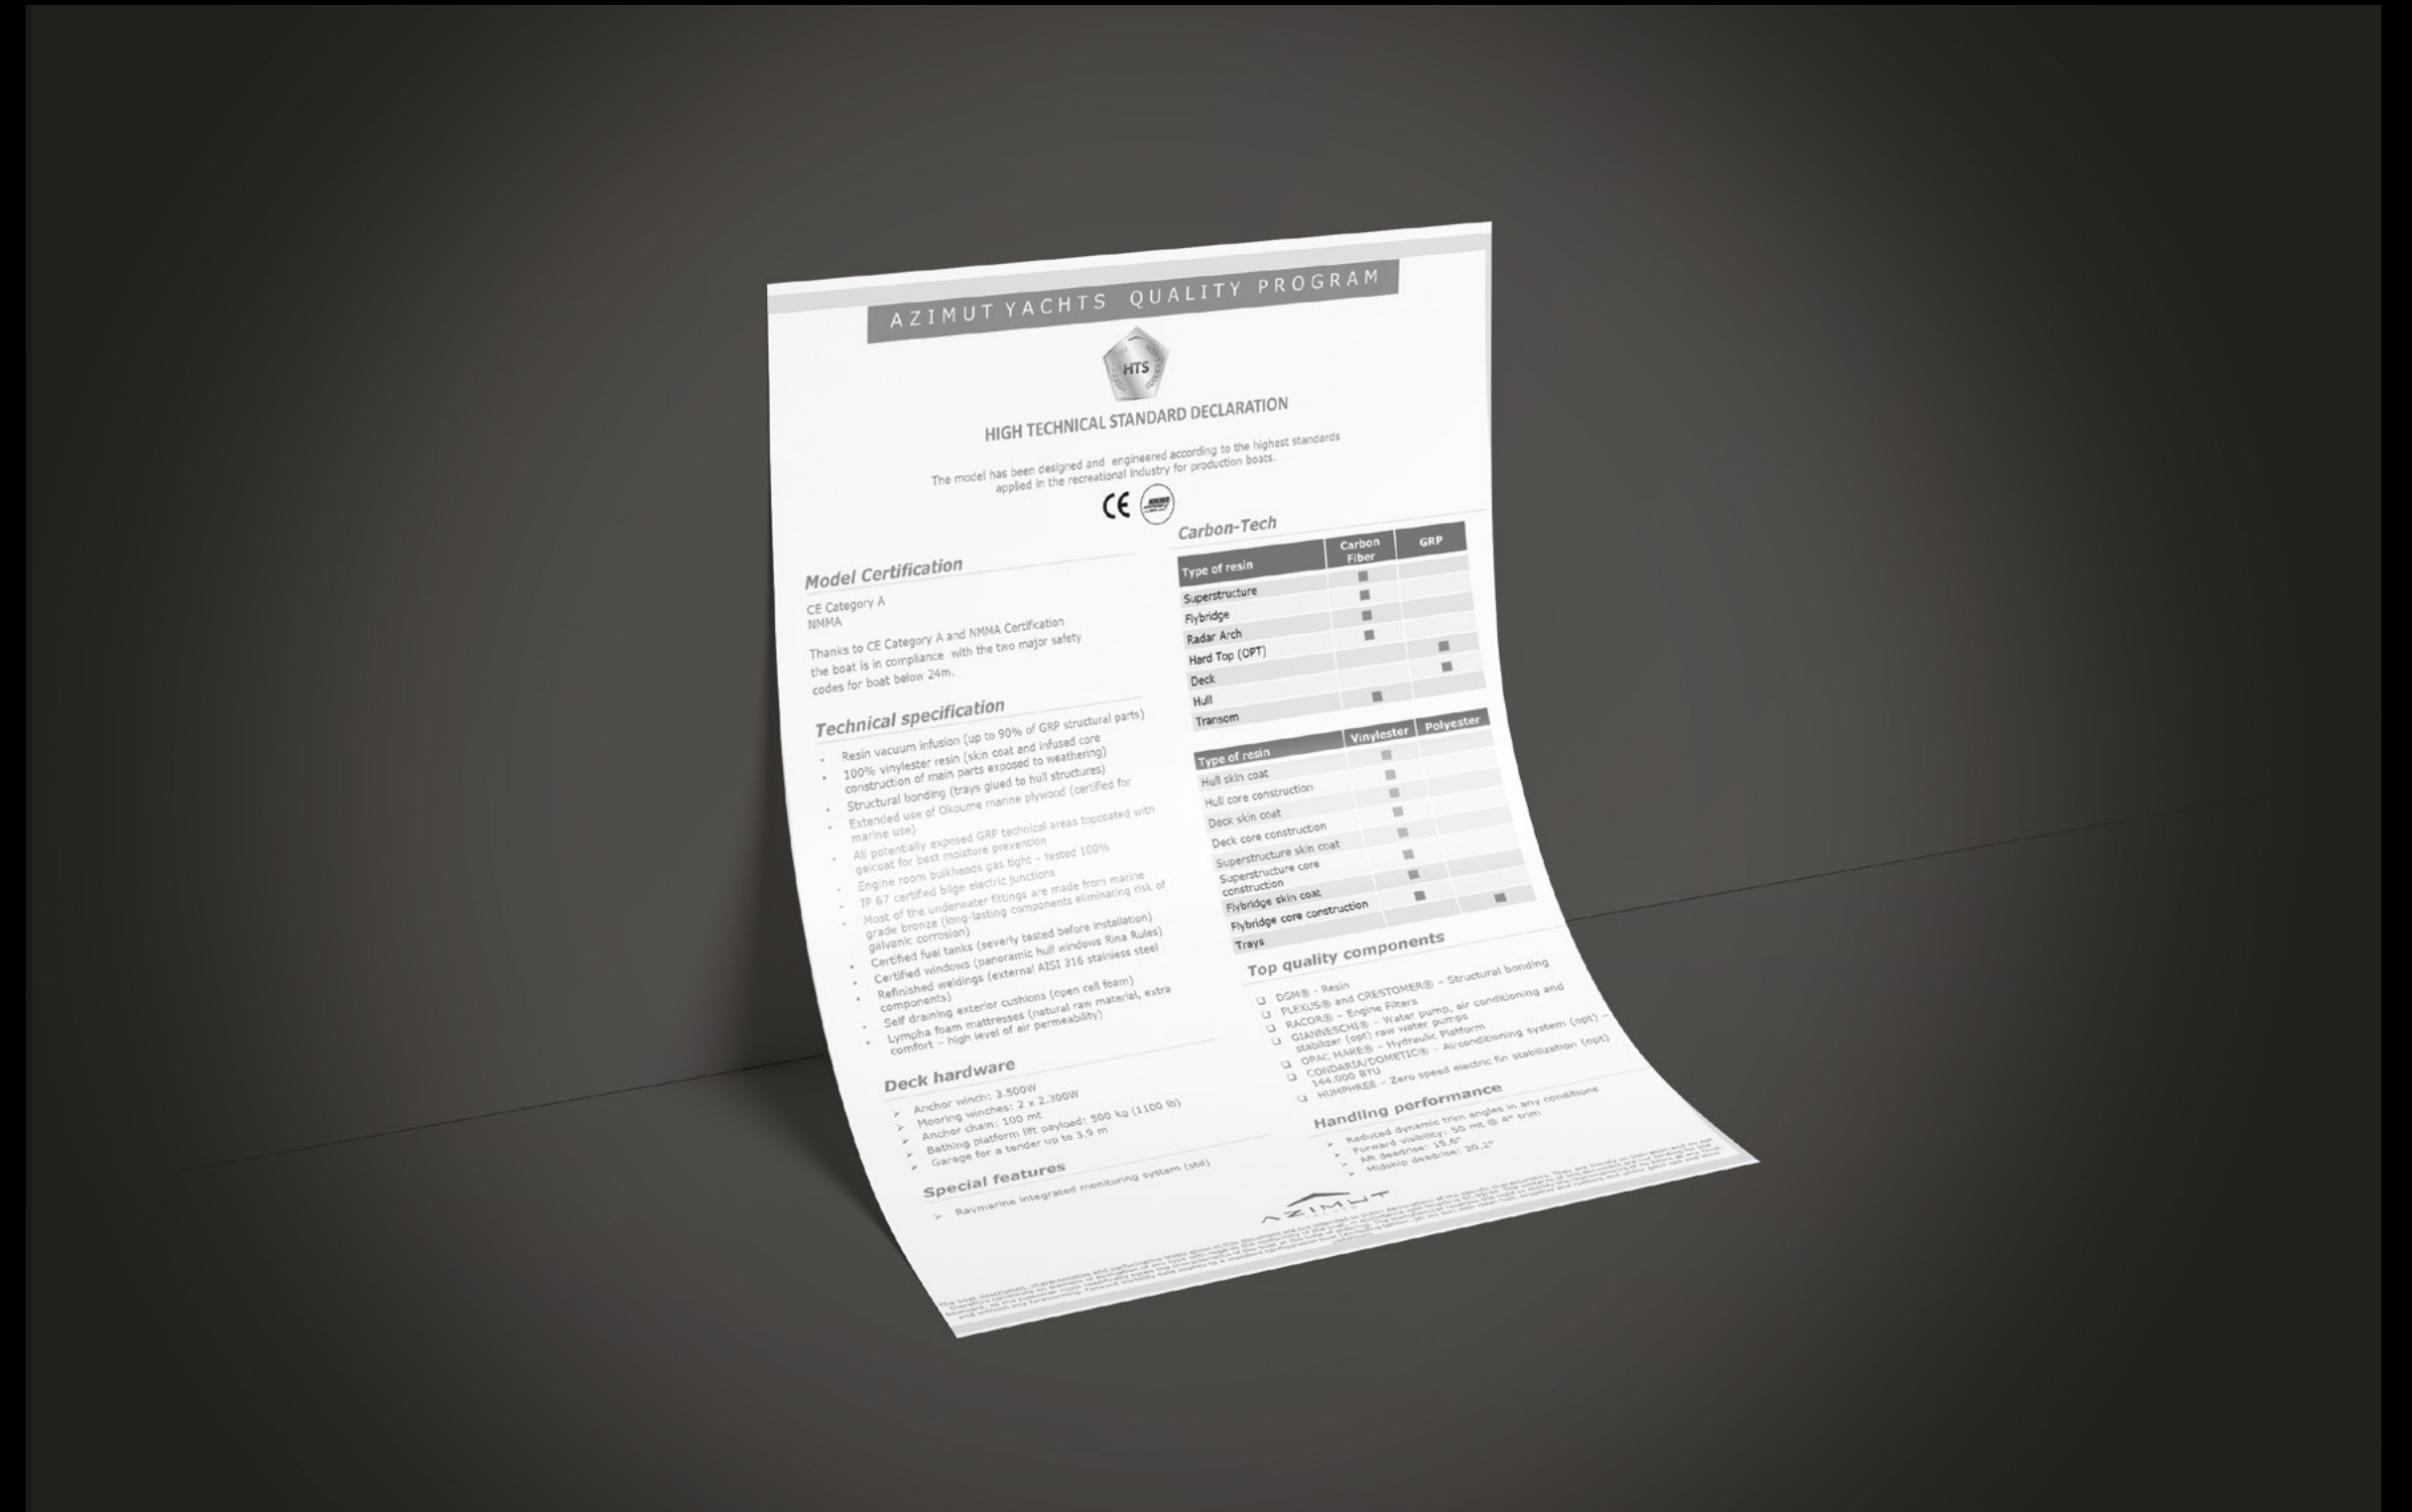 AZIMUT YACHTS QUALITY PROGRAM
HTS
HIGH TECHNICAL STANDARD DECLARATION
The model has been designed and engineered according to the highest standards
applied in the recreational industry for production boats.
CE
Model Certification
CE Category A
NMMA
Thanks to CE Category A and NMMA Certification
the boat is in compliance with the two major safety
codes for boat below 24m.
Technical specification
• Resin vacuum infusion (up to 90% of GRP structural parts)
• 100% vinylester resin (skin coat and infused core
construction of main parts exposed to weathering)
• Structural bonding (trays glued to hull structures)
• Extended use of Okoume marine plywood (certified for
marine use)
• All potentially exposed GRP technical areas topcoated with
gelcoat for best moisture prevention
• Engine room bulkheads gas tight – tested 100%
• IP 67 certified bilge electric junctions
• Most of the underwater fittings are made from marine
grade bronze (long-lasting components eliminating risk of
galvanic corrosion)
• Certified fuel tanks (severly tested before installation)
• Certified windows (panoramic hull windows Rina Rules)
• Refinished weldings (external AISI 316 stainless steel
components)
• Self draining exterior cushions (open cell foam)
• Lympha foam mattresses (natural raw material, extra
comfort – high level of air permeability)
Deck hardware
➢ Anchor winch: 3.500W
➢ Mooring winches: 2 x 2.300W
➢ Anchor chain: 100 mt
➢ Bathing platform lift payload: 500 kg (1100 lb)
➢ Garage for a tender up to 3,9 m
Special features
➢ Raymarine integrated monitoring system (std)
Carbon-Tech
Type of resin Carbon Fiber GRP
Superstructure ■
Flybridge ■
Radar Arch ■
Hard Top (OPT) ■
Deck ■
Hull ■
Transom ■
Type of resin Vinylester Polyester
Hull skin coat ■
Hull core construction ■
Deck skin coat ■
Deck core construction ■
Superstructure skin coat ■
Superstructure core
construction ■
Flybridge skin coat ■
Flybridge core construction ■
Trays ■
Top quality components
❑ DSM® - Resin
❑ PLEXUS® and CRESTOMER® – Structural bonding
❑ RACOR® – Engine Filters
❑ GIANNESCHI® – Water pump, air conditioning and
stabilizer (opt) raw water pumps
❑ OPAC MARE® – Hydraulic Platform
❑ CONDARIA/DOMETIC® – Airconditioning system (opt) –
144.000 BTU
❑ HUMPHREE – Zero speed electric fin stabilization (opt)
Handling performance
➢ Reduced dynamic trim angles in any conditions
➢ Forward visibility: 50 mt @ 4° trim
➢ Aft deadrise: 15,6°
➢ Midship deadrise: 20,2°
AZIMUT
YACHTS